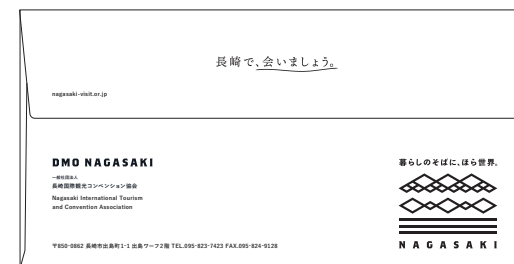 長崎で、会いましょう。
nagasaki-visit.or.jp
DMO NAGASAKI
一般社団法人
長崎国際観光コンベンション協会
Nagasaki International Tourism
and Convention Association
〒850-0862 長崎市出島町1-1 出島ワーフ2階 TEL.095-823-7423 FAX.095-824-9128
暮らしのそばに、ほら世界。
NAGASAKI